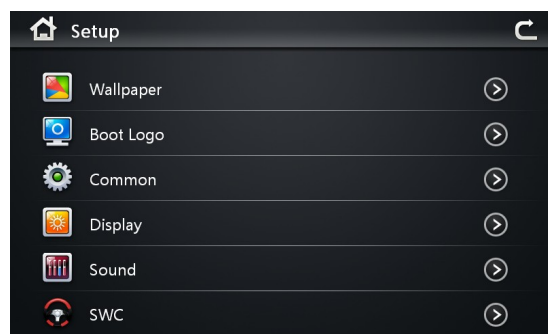 Setup
Wallpaper
Boot Logo
Common
Display
Sound
SWC